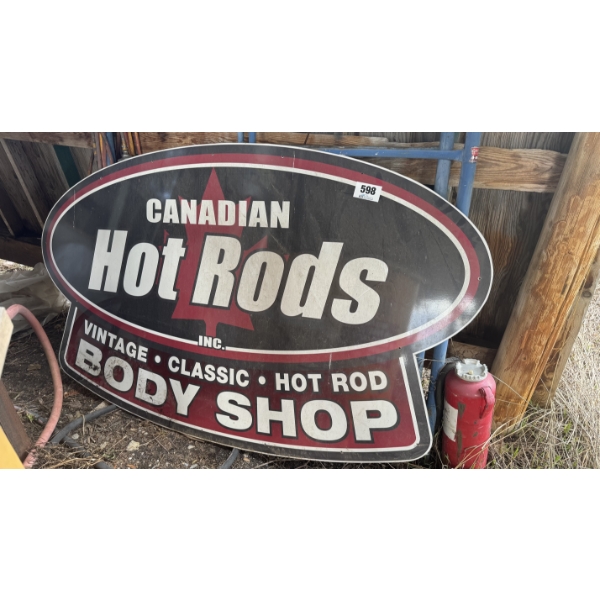 598
CANADIAN
Hot Rods
INC.
VINTAGE • CLASSIC • HOT ROD
BODY SHOP